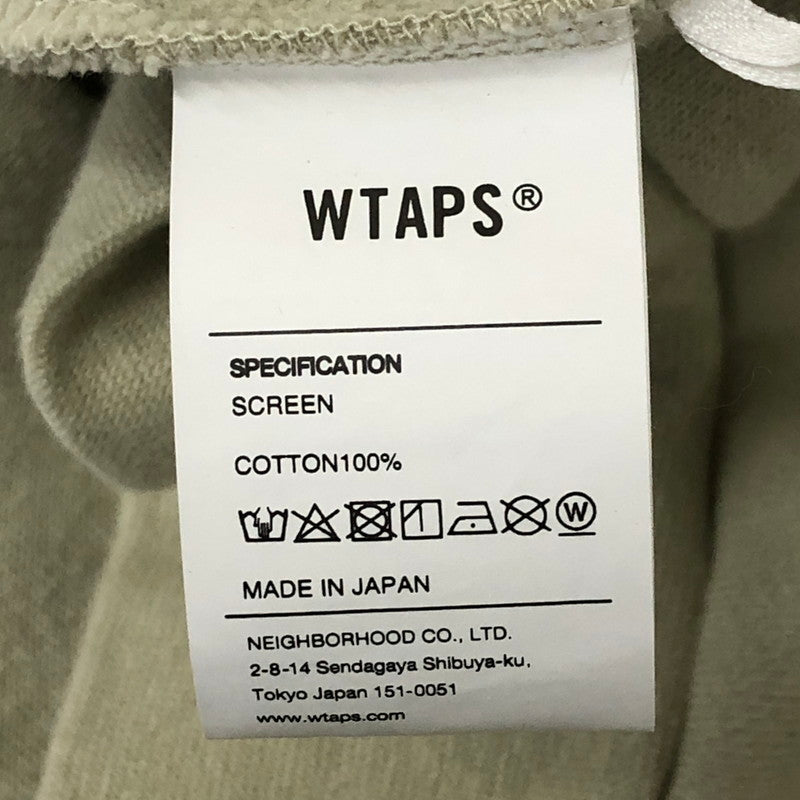 WTAPS®
SPECIFICATION
SCREEN
COTTON100%
W
MADE IN JAPAN
NEIGHBORHOOD CO., LTD.
2-8-14 Sendagaya Shibuya-ku,
Tokyo Japan 151-0051
www.wtaps.com